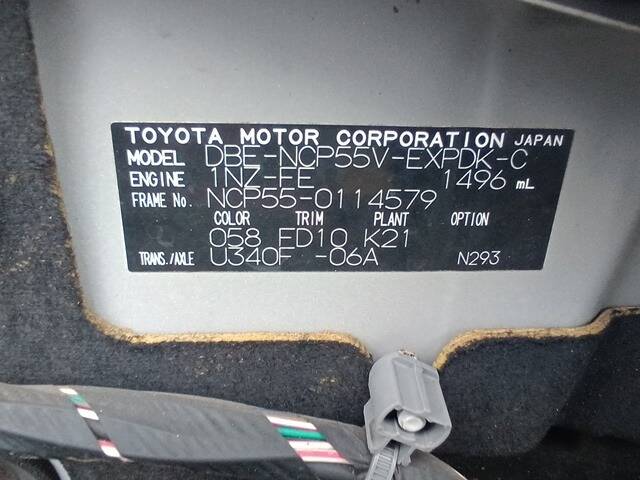 TOYOTA MOTOR CORPORATION JAPAN
MODEL DBE-NCP55V-EXPDK-C
ENGINE 1NZ-FE 1496 mL
FRAME No. NCP55-0114579
COLOR TRIM PLANT OPTION
058 FD10 K21
TRANS./AXLE U340F -06A N293